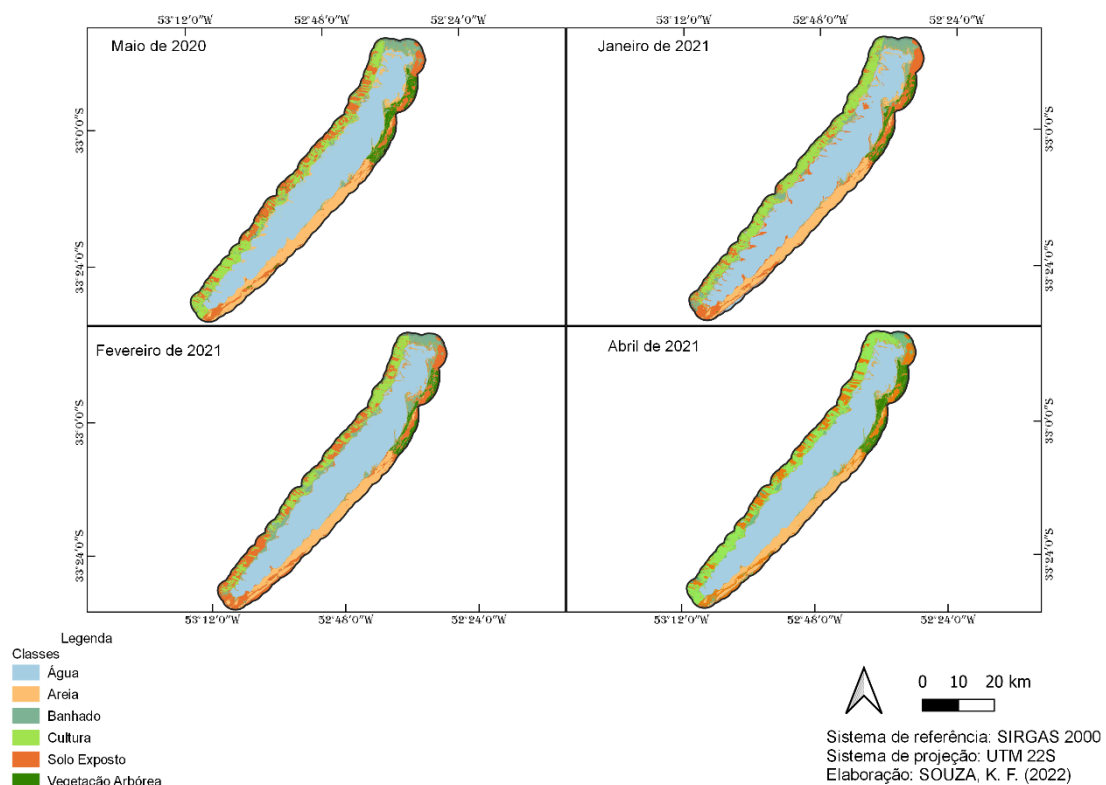 53°12'0"W 52°48'0"W 52°24'0"W 53°12'0"W 52°48'0"W 52°24'0"W
Maio de 2020
Janeiro de 2021
33°0'0"S
33°0'0"S
33°24'0"S
33°24'0"S
Fevereiro de 2021
Abril de 2021
33°0'0"S
33°0'0"S
33°24'0"S
33°24'0"S
53°12'0"W 52°48'0"W 52°24'0"W 53°12'0"W 52°48'0"W 52°24'0"W
Legenda
Classes
Água
Areia
Banhado
Cultura
Solo Exposto
Vegetação Arbórea
0 10 20 km
Sistema de referência: SIRGAS 2000
Sistema de projeção: UTM 22S
Elaboração: SOUZA, K. F. (2022)